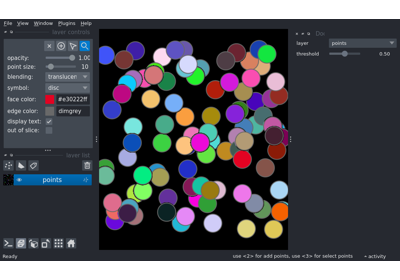 File View Window Plugins Help
layer controls
opacity: 1.00
point size: 10
blending: translucen
symbol: disc
face color: #e30222ff
edge color: dimgrey
display text:
out of slice:
layer list
points
Ready
Do
layer points
threshold 0.50
use <2> for add points, use <3> for select points
activity